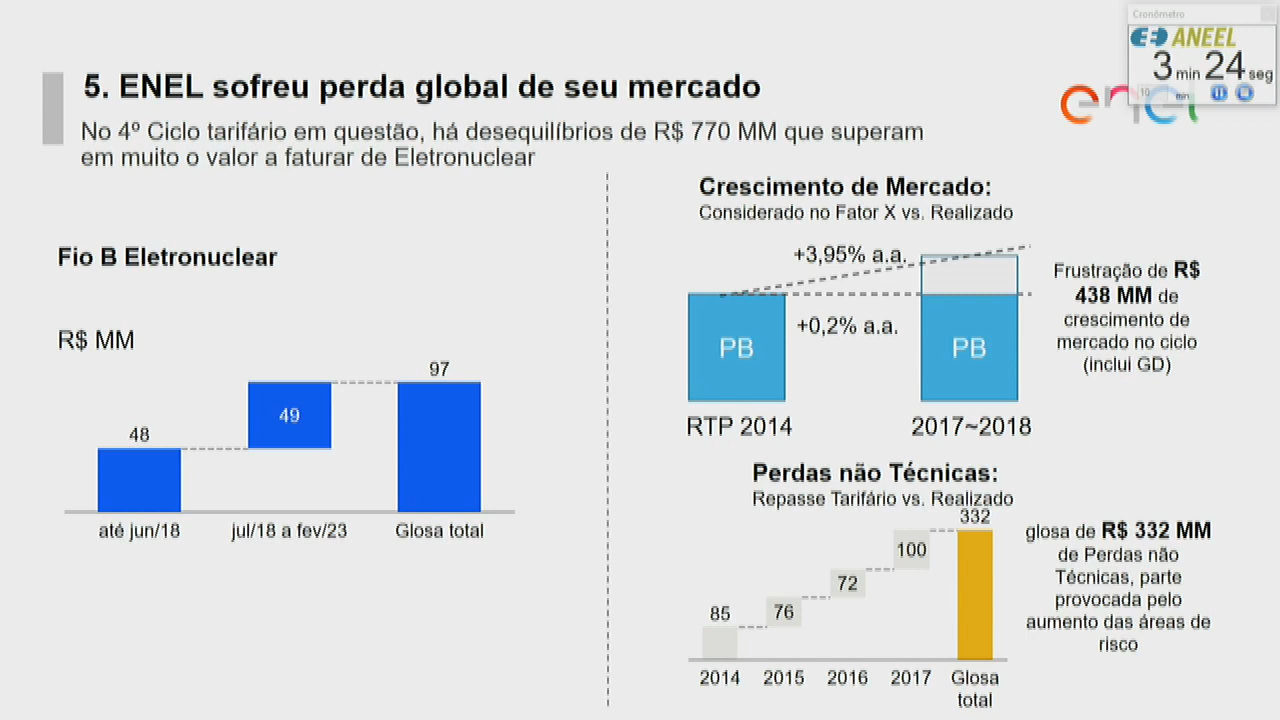 Cronômetro
ANEEL
3 min 24 seg
10 min
enel
5. ENEL sofreu perda global de seu mercado
No 4º Ciclo tarifário em questão, há desequilíbrios de R$ 770 MM que superam
em muito o valor a faturar de Eletronuclear
Fio B Eletronuclear
R$ MM
48
49
97
até jun/18
jul/18 a fev/23
Glosa total
Crescimento de Mercado:
Considerado no Fator X vs. Realizado
+3,95% a.a.
+0,2% a.a.
PB
PB
RTP 2014
2017~2018
Frustração de R$
438 MM de
crescimento de
mercado no ciclo
(inclui GD)
Perdas não Técnicas:
Repasse Tarifário vs. Realizado
85
76
72
100
332
2014
2015
2016
2017
Glosa
total
glosa de R$ 332 MM
de Perdas não
Técnicas, parte
provocada pelo
aumento das áreas de
risco